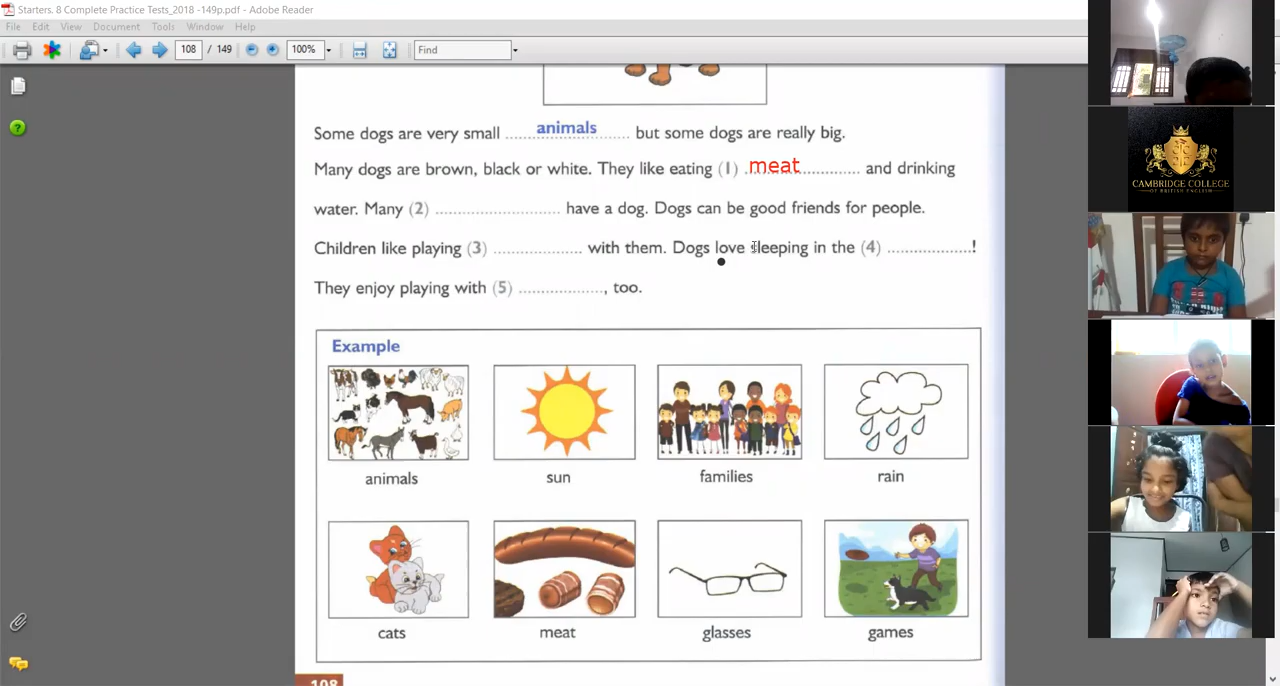 Starters. 8 Complete Practice Tests_2018 -149p.pdf - Adobe Reader
File Edit View Document Tools Window Help
108 / 149 100% Find
Some dogs are very small animals but some dogs are really big.
Many dogs are brown, black or white. They like eating (1) meat and drinking
water. Many (2) ............................... have a dog. Dogs can be good friends for people.
Children like playing (3) ...................... with them. Dogs love sleeping in the (4) .....................!
They enjoy playing with (5) ....................., too.
Example
animals sun families rain
cats meat glasses games
108
CAMBRIDGE COLLEGE
OF BRITISH ENGLISH